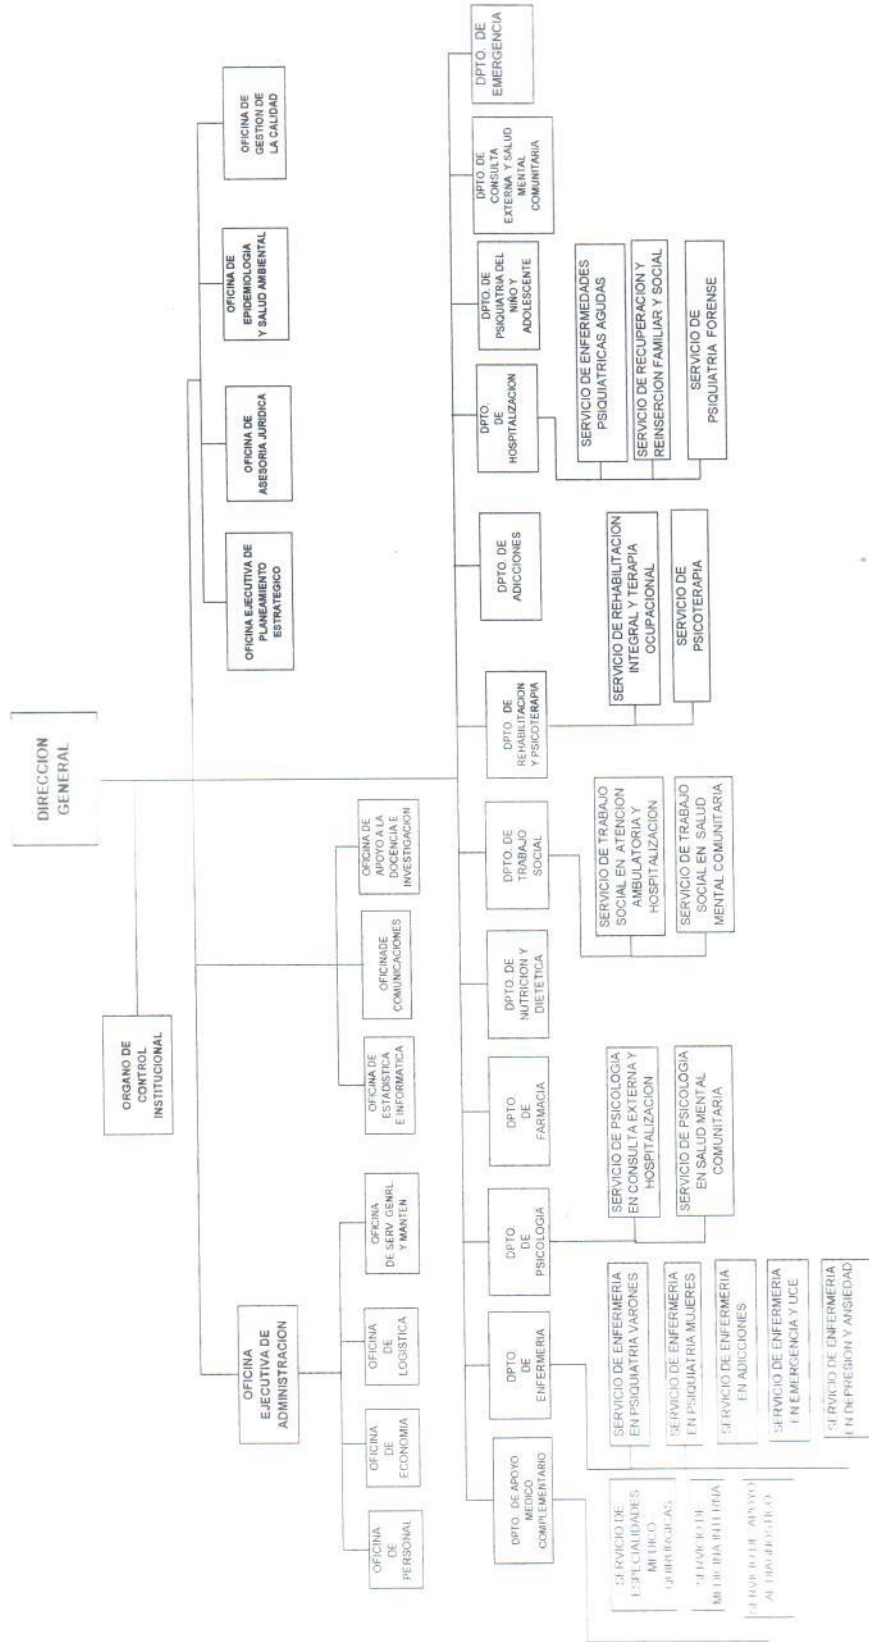 DIRECCION
GENERAL
ORGANO DE
CONTROL
INSTITUCIONAL
OFICINA
EJECUTIVA DE
ADMINISTRACION
OFICINA EJECUTIVA DE
PLANEAMIENTO
ESTRATEGICO
OFICINA DE
ASESORIA JURIDICA
OFICINA DE
EPIDEMIOLOGIA
Y SALUD AMBIENTAL
OFICINA DE
GESTION DE
LA CALIDAD
OFICINA
DE
PERSONAL
OFICINA
DE
ECONOMIA
OFICINA
DE
LOGISTICA
OFICINA
DE SERV GENRL
Y MANTEN
OFICINA DE
ESTADISTICA
E INFORMATICA
OFICINADE
COMUNICACIONES
OFICINA DE
APOYO A LA
DOCENCIA E
INVESTIGACION
DPTO. DE APOYO
MEDICO
COMPLEMENTARIO
DPTO.
DE
ENFERMERIA
DPTO.
DE
PSICOLOGIA
DPTO.
DE
FARMACIA
DPTO. DE
NUTRICION Y
DIETETICA
DPTO. DE
TRABAJO
SOCIAL
DPTO. DE
REHABILITACION
Y PSICOTERAPIA
DPTO. DE
ADICCIONES
DPTO.
DE
HOSPITALIZACION
DPTO. DE
PSIQUIATRIA DEL
NIÑO Y
ADOLESCENTE
DPTO. DE
CONSULTA
EXTERNA Y SALUD
MENTAL
COMUNITARIA
DPTO. DE
EMERGENCIA
SERVICIO DE
ESPECIALIDADES
MEDICO
QUIRURGICAS
SERVICIO DE
MEDICINA INTERNA
SERVICIO DE APOYO
AL DIAGNOSTICO
SERVICIO DE ENFERMERIA
EN PSIQUIATRIA VARONES
SERVICIO DE ENFERMERIA
EN PSIQUIATRIA MUJERES
SERVICIO DE ENFERMERIA
EN ADICCIONES
SERVICIO DE ENFERMERIA
EN EMERGENCIA Y UCE
SERVICIO DE ENFERMERIA
EN DEPRESION Y ANSIEDAD
SERVICIO DE PSICOLOGIA
EN CONSULTA EXTERNA Y
HOSPITALIZACION
SERVICIO DE PSICOLOGIA
EN SALUD MENTAL
COMUNITARIA
SERVICIO DE TRABAJO
SOCIAL EN ATENCION
AMBULATORIA Y
HOSPITALIZACION
SERVICIO DE TRABAJO
SOCIAL EN SALUD
MENTAL COMUNITARIA
SERVICIO DE REHABILITACION
INTEGRAL Y TERAPIA
OCUPACIONAL
SERVICIO DE
PSICOTERAPIA
SERVICIO DE ENFERMEDADES
PSIQUIATRICAS AGUDAS
SERVICIO DE RECUPERACION Y
REINSERCION FAMILIAR Y SOCIAL
SERVICIO DE
PSIQUIATRIA FORENSE